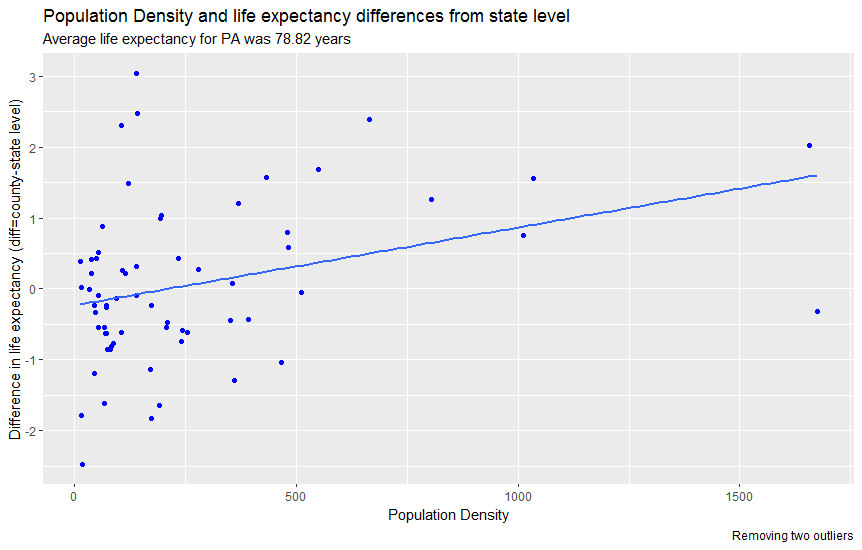 Population Density and life expectancy differences from state level
Average life expectancy for PA was 78.82 years
Difference in life expectancy (diff=county-state level)
3
2
1
0
-1
-2
0
500
1000
1500
Population Density
Removing two outliers